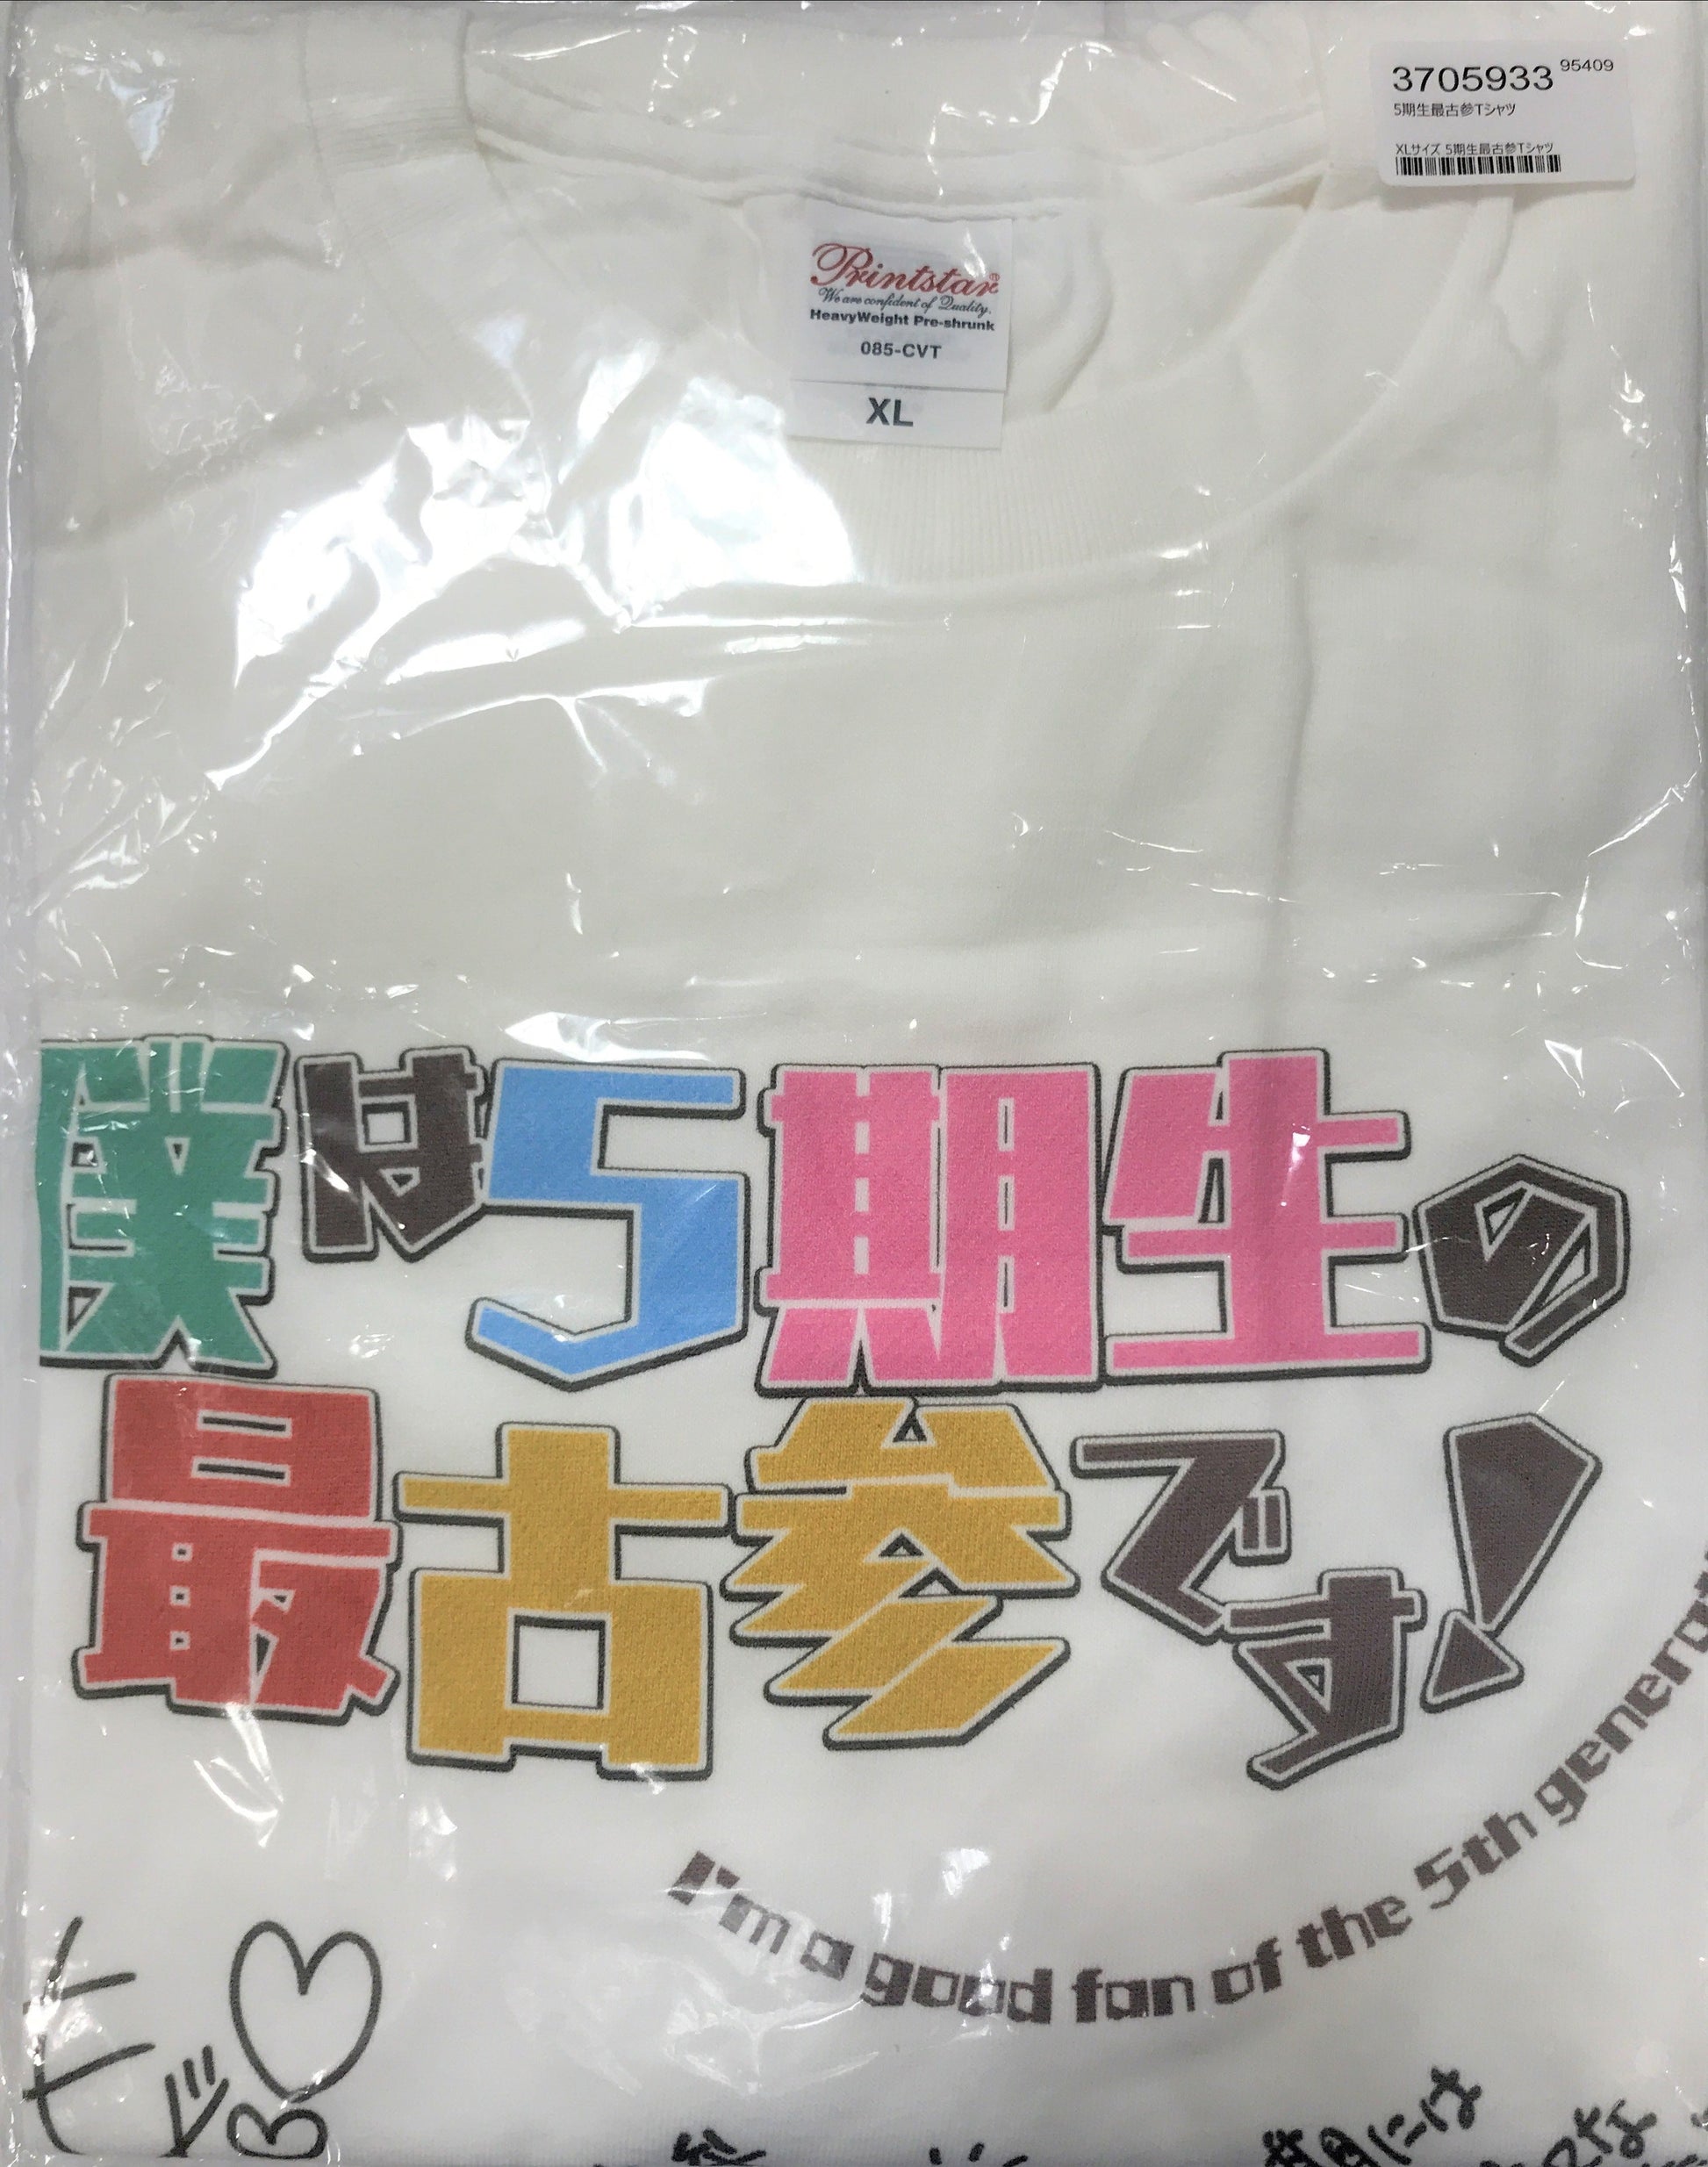 3705933 95409
5期生最古参Tシャツ
XLサイズ 5期生最古参Tシャツ
Printstar®
We are confident of Quality.
HeavyWeight Pre-shrunk
085-CVT
XL
僕は5期生の
最古参です!
I'm a good fan of the 5th genera